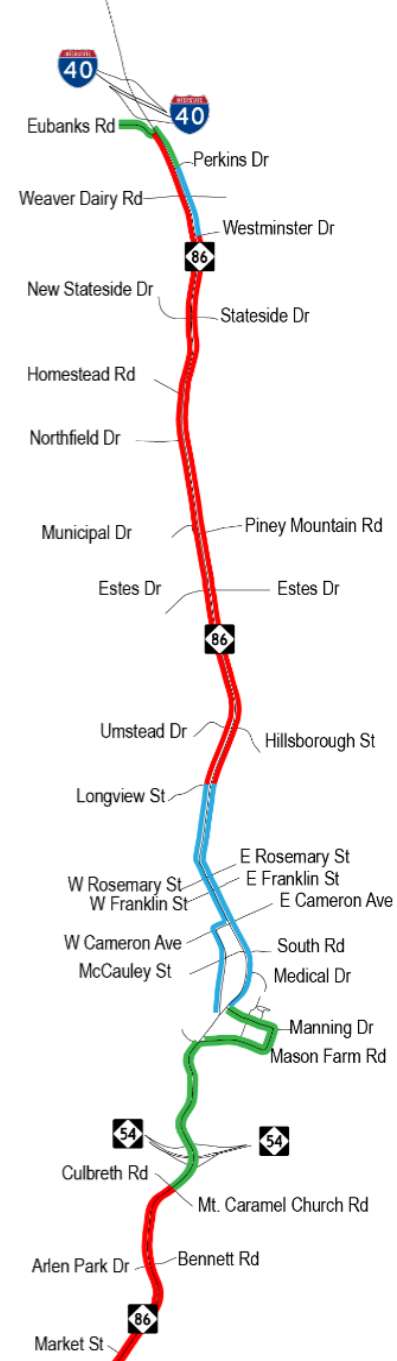 INTERSTATE
40
INTERSTATE
40
Eubanks Rd
Perkins Dr
Weaver Dairy Rd
Westminster Dr
86
New Stateside Dr
Stateside Dr
Homestead Rd
Northfield Dr
Municipal Dr
Piney Mountain Rd
Estes Dr
Estes Dr
86
Umstead Dr
Hillsborough St
Longview St
E Rosemary St
W Rosemary St
E Franklin St
W Franklin St
E Cameron Ave
W Cameron Ave
South Rd
McCauley St
Medical Dr
Manning Dr
Mason Farm Rd
54
54
Culbreth Rd
Mt. Caramel Church Rd
Bennett Rd
Arlen Park Dr
86
Market St